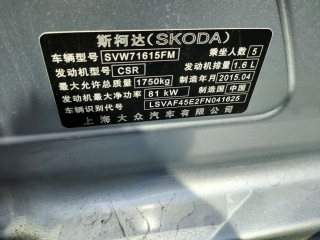 斯柯达(SKODA)
车辆型号 SVW71615FM 乘坐人数 5
发动机型号 CSR 发动机排量 1.6 L
最大允许总质量 1750kg 制造年月 2015.04
发动机最大净功率 81 kW 制造国 中国
车辆识别代号 LSVAF45E2FN041625
上海大众汽车有限公司